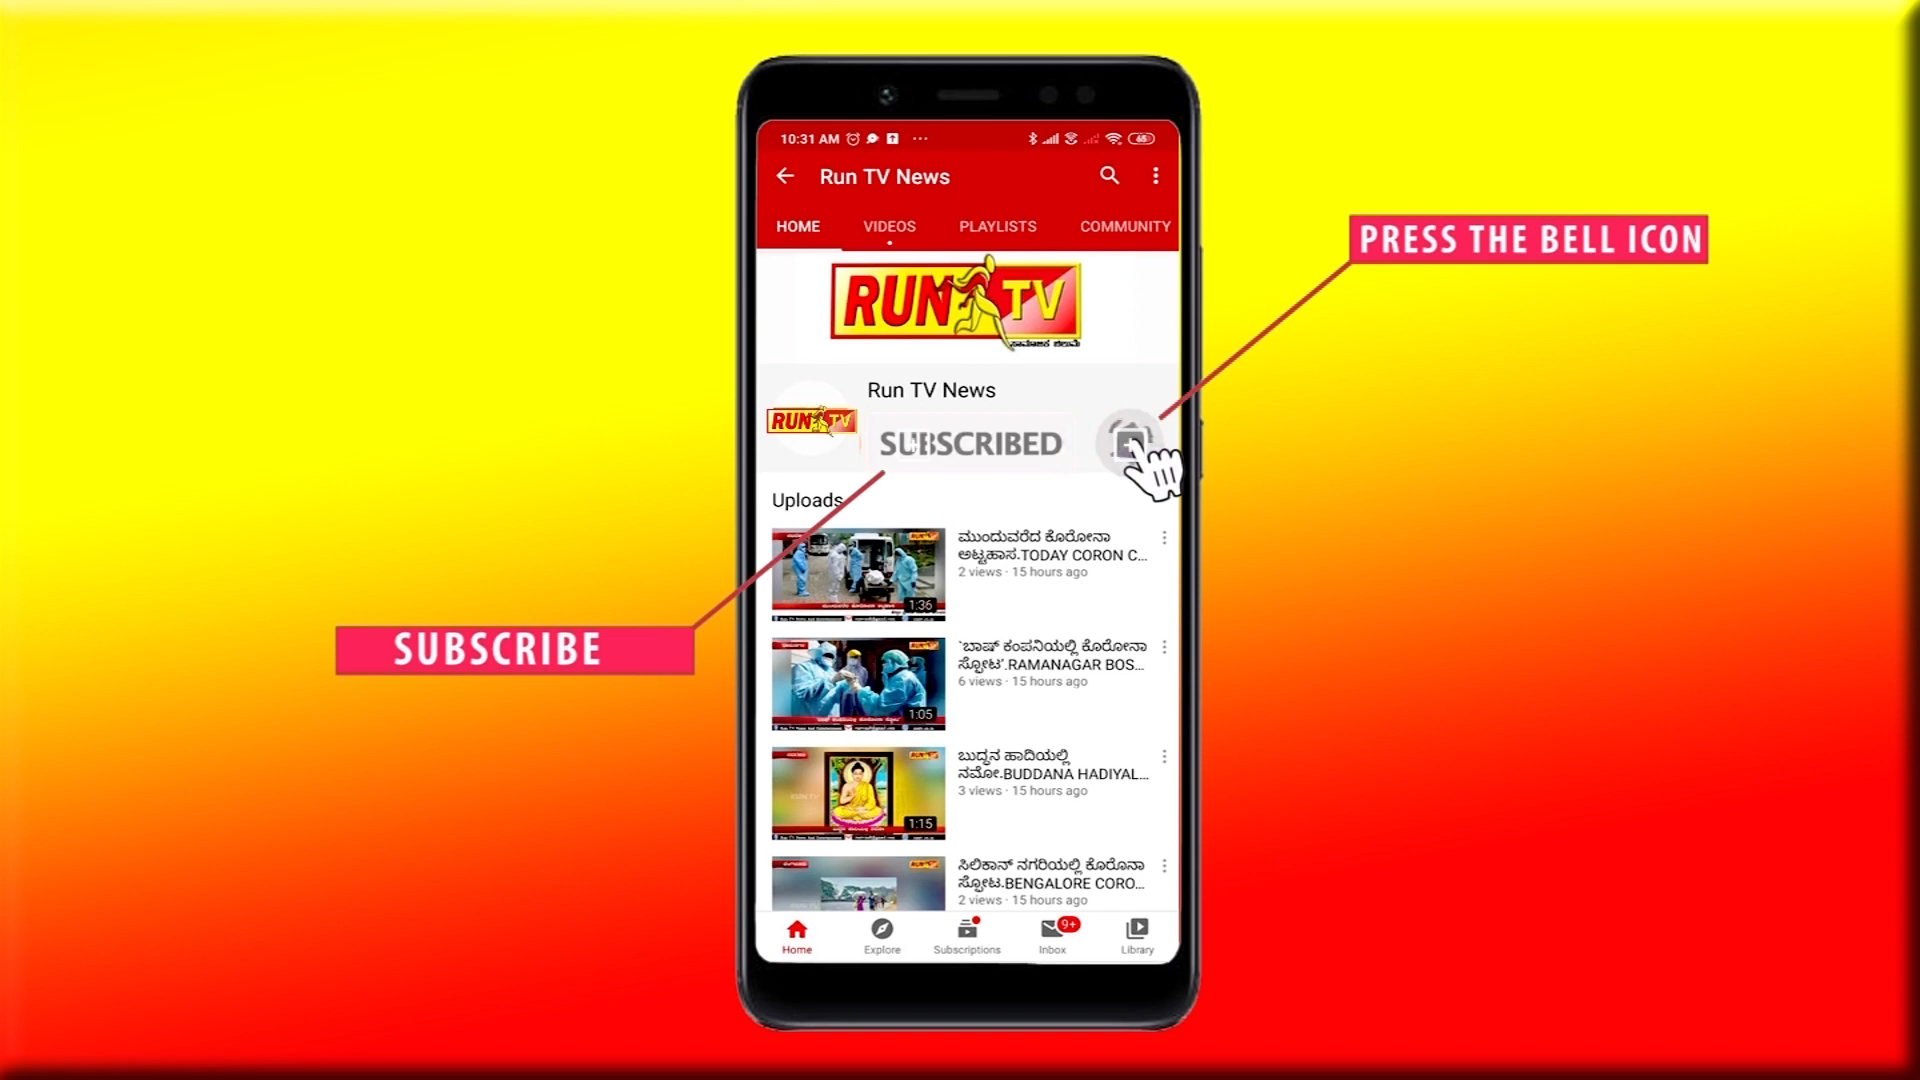 10:31 AM
65
Run TV News
HOME VIDEOS PLAYLISTS COMMUNITY
PRESS THE BELL ICON
RUN TV
ಸಾಮಾಜಿಕ ಚಿಲುಮೆ
Run TV News
RUN TV
SUBSCRIBED
Uploads
ಮುಂದುವರೆದ ಕೊರೋನಾ
ಅಟ್ಟಹಾಸ.TODAY CORON C...
2 views · 15 hours ago
1:36
SUBSCRIBE
`ಬಾಷ್ ಕಂಪನಿಯಲ್ಲಿ ಕೊರೋನಾ
ಸ್ಪೋಟ'.RAMANAGAR BOS...
6 views · 15 hours ago
1:05
ಬುದ್ಧನ ಹಾದಿಯಲ್ಲಿ
ನಮೋ.BUDDANA HADIYAL...
3 views · 15 hours ago
1:15
ಸಿಲಿಕಾನ್ ನಗರಿಯಲ್ಲಿ ಕೊರೊನಾ
ಸ್ಪೋಟ.BENGALORE CORO...
2 views · 15 hours ago
9+
Home Explore Subscriptions Inbox Library